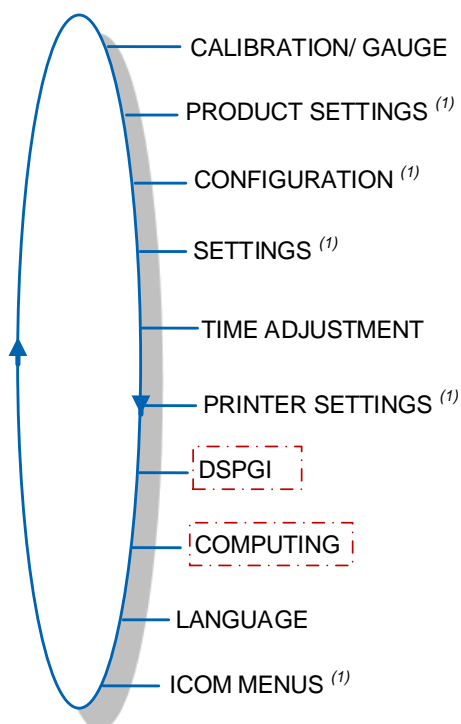 CALIBRATION/ GAUGE
PRODUCT SETTINGS (1)
CONFIGURATION (1)
SETTINGS (1)
TIME ADJUSTMENT
PRINTER SETTINGS (1)
DSPGI
COMPUTING
LANGUAGE
ICOM MENUS (1)